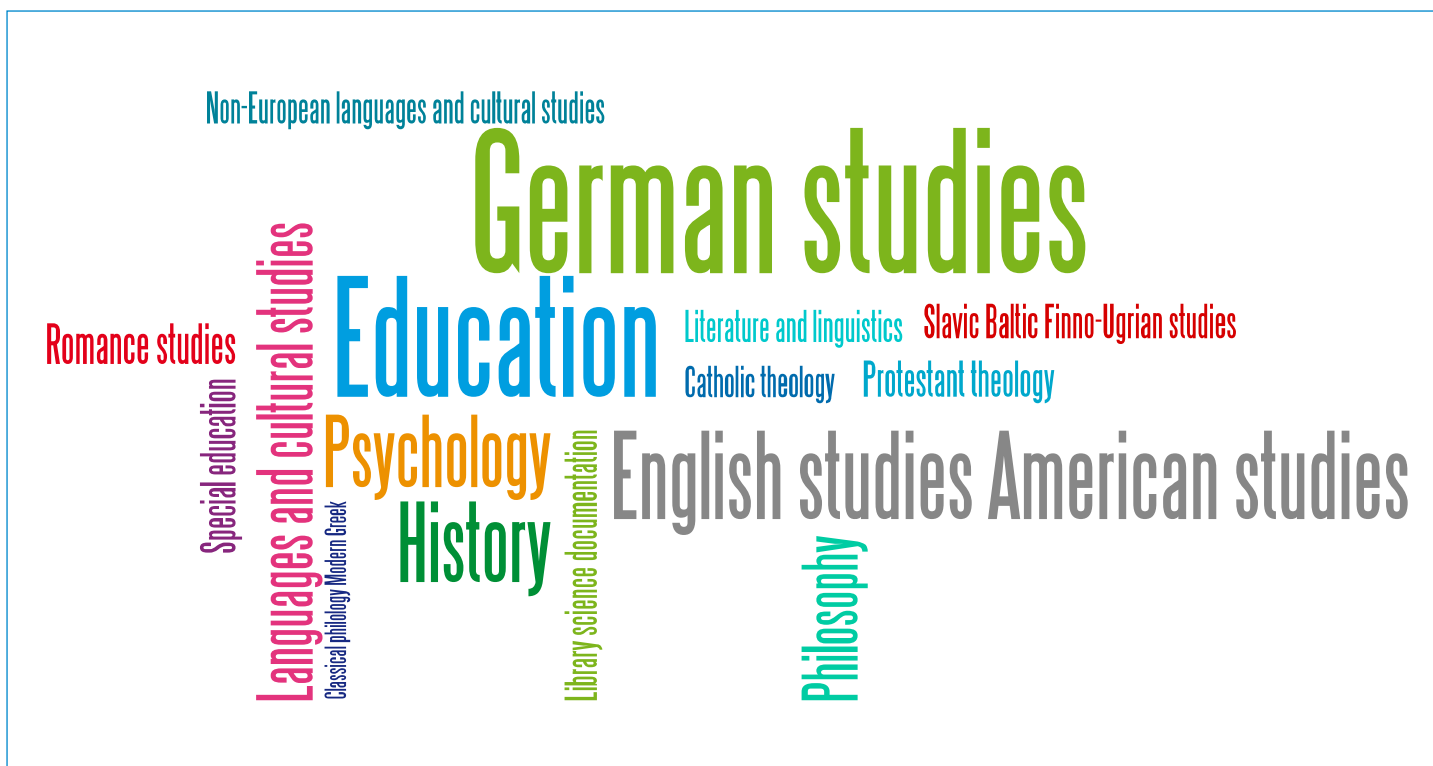 Non-European languages and cultural studies
German studies
Languages and cultural studies
Education
Romance studies
Literature and linguistics
Slavic Baltic Finno-Ugrian studies
Catholic theology
Protestant theology
Special education
Psychology
English studies American studies
Library science documentation
History
Classical philology Modern Greek
Philosophy